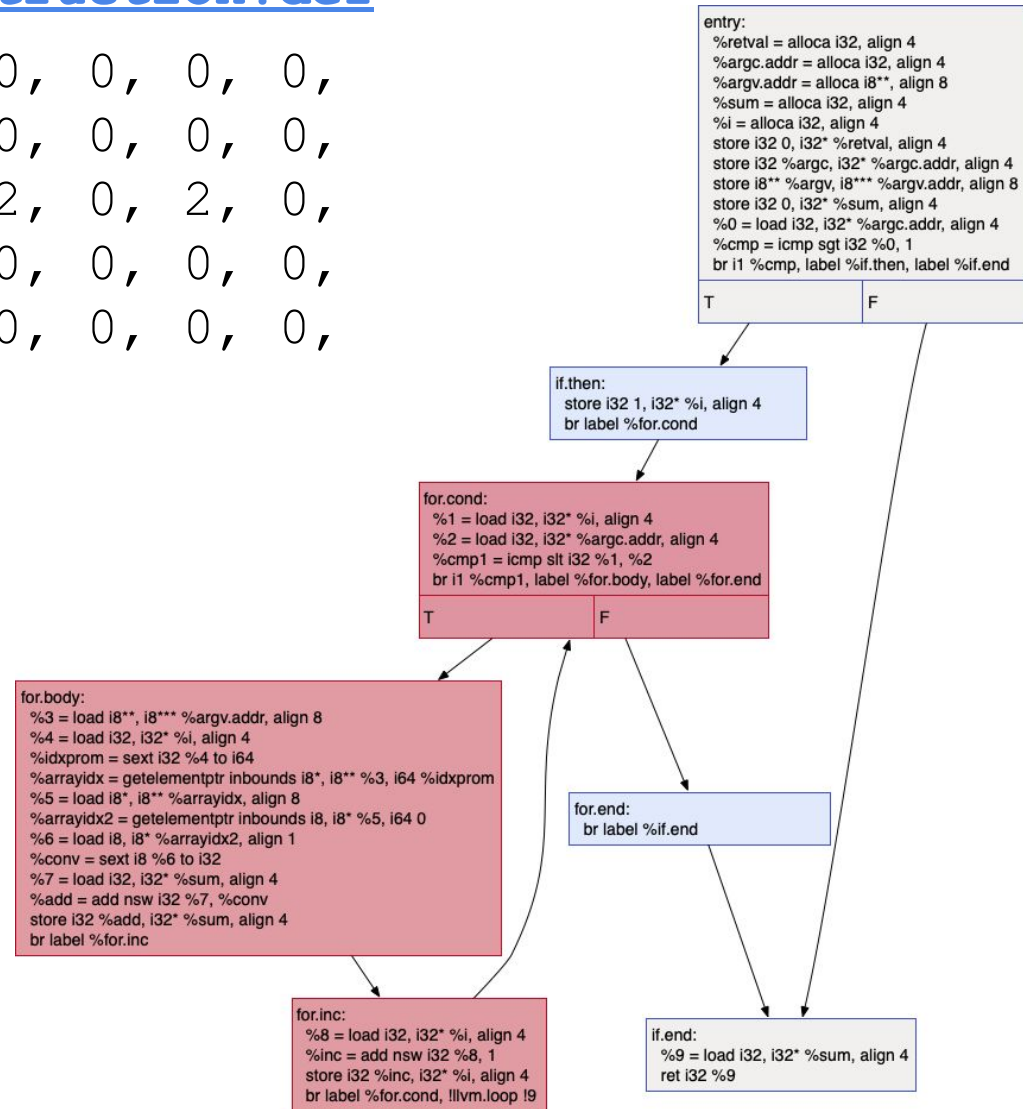 0, 0, 0, 0,
0, 0, 0, 0,
2, 0, 2, 0,
0, 0, 0, 0,
0, 0, 0, 0,
entry:
%retval = alloca i32, align 4
%argc.addr = alloca i32, align 4
%argv.addr = alloca i8**, align 8
%sum = alloca i32, align 4
%i = alloca i32, align 4
store i32 0, i32* %retval, align 4
store i32 %argc, i32* %argc.addr, align 4
store i8** %argv, i8*** %argv.addr, align 8
store i32 0, i32* %sum, align 4
%0 = load i32, i32* %argc.addr, align 4
%cmp = icmp sgt i32 %0, 1
br i1 %cmp, label %if.then, label %if.end
T F
if.then:
store i32 1, i32* %i, align 4
br label %for.cond
for.cond:
%1 = load i32, i32* %i, align 4
%2 = load i32, i32* %argc.addr, align 4
%cmp1 = icmp slt i32 %1, %2
br i1 %cmp1, label %for.body, label %for.end
T F
for.body:
%3 = load i8**, i8*** %argv.addr, align 8
%4 = load i32, i32* %i, align 4
%idxprom = sext i32 %4 to i64
%arrayidx = getelementptr inbounds i8*, i8** %3, i64 %idxprom
%5 = load i8*, i8** %arrayidx, align 8
%arrayidx2 = getelementptr inbounds i8, i8* %5, i64 0
%6 = load i8, i8* %arrayidx2, align 1
%conv = sext i8 %6 to i32
%7 = load i32, i32* %sum, align 4
%add = add nsw i32 %7, %conv
store i32 %add, i32* %sum, align 4
br label %for.inc
for.end:
br label %if.end
for.inc:
%8 = load i32, i32* %i, align 4
%inc = add nsw i32 %8, 1
store i32 %inc, i32* %i, align 4
br label %for.cond, !llvm.loop !9
if.end:
%9 = load i32, i32* %sum, align 4
ret i32 %9